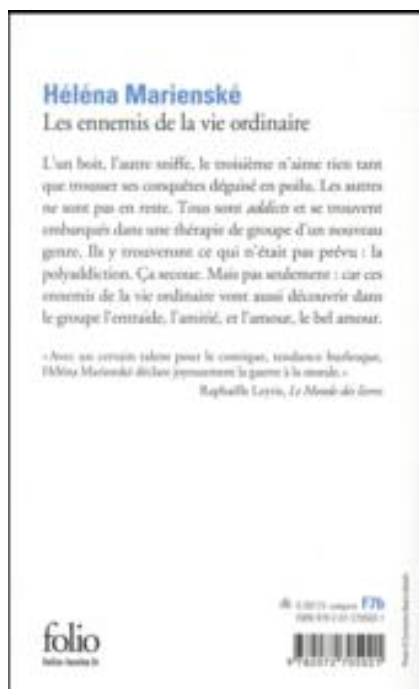 Héléna Marienské
Les ennemis de la vie ordinaire
L'un boit, l'autre sniffe, le troisième n'aime rien tant
que trousser ses conquêtes déguisé en poilu. Les autres
ne sont pas en reste. Tous sont addicts et se trouvent
embarqués dans une thérapie de groupe d'un nouveau
genre. Ils y trouveront ce qui n'était pas prévu : la
polyaddiction. Ça secoue. Mais pas seulement : car ces
ennemis de la vie ordinaire vont aussi découvrir dans
le groupe l'entraide, l'amitié, et l'amour, le bel amour.
« Avec un certain talent pour le comique, tendance burlesque,
Héléna Marienské déclare joyeusement la guerre à la morale. »
Raphaëlle Leyris, Le Monde des livres
catégorie F7b
ISBN
folio
folio-lesite.fr